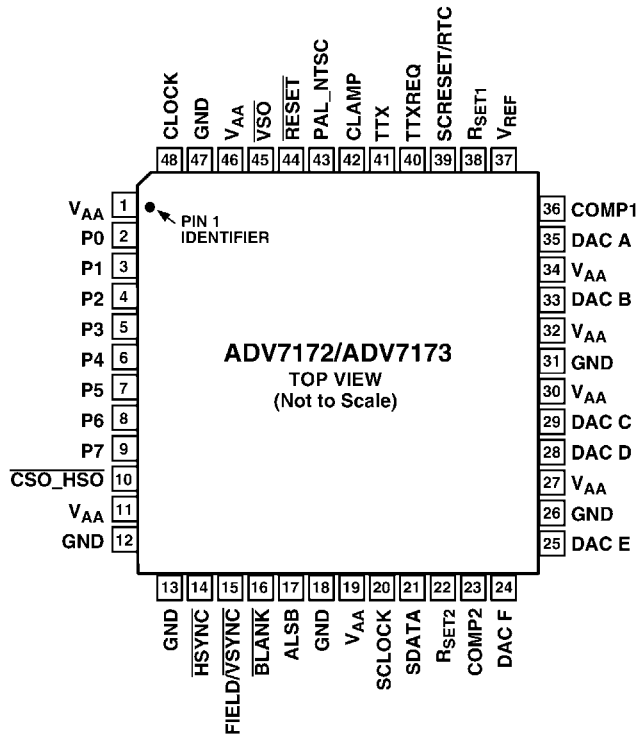 CLOCK
GND
VAA
VSO
RESET
PAL_NTSC
CLAMP
TTX
TTXREQ
SCRESET/RTC
RSET1
VREF
48 47 46 45 44 43 42 41 40 39 38 37
VAA 1
P0 2
P1 3
P2 4
P3 5
P4 6
P5 7
P6 8
P7 9
CSO_HSO 10
VAA 11
GND 12
PIN 1
IDENTIFIER
ADV7172/ADV7173
TOP VIEW
(Not to Scale)
36 COMP1
35 DAC A
34 VAA
33 DAC B
32 VAA
31 GND
30 VAA
29 DAC C
28 DAC D
27 VAA
26 GND
25 DAC E
13 14 15 16 17 18 19 20 21 22 23 24
GND
HSYNC
FIELD/VSYNC
BLANK
ALSB
GND
VAA
SCLOCK
SDATA
RSET2
COMP2
DAC F